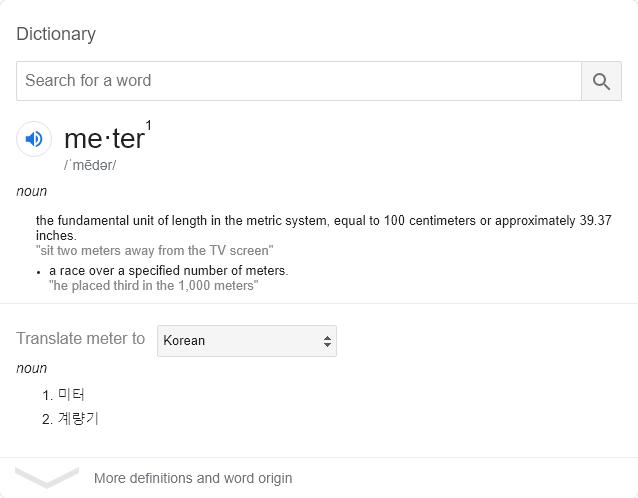 Dictionary
Search for a word
me·ter1
/ˈmēdər/
noun
the fundamental unit of length in the metric system, equal to 100 centimeters or approximately 39.37
inches.
"sit two meters away from the TV screen"
• a race over a specified number of meters.
"he placed third in the 1,000 meters"
Translate meter to Korean
noun
1. 미터
2. 계량기
More definitions and word origin